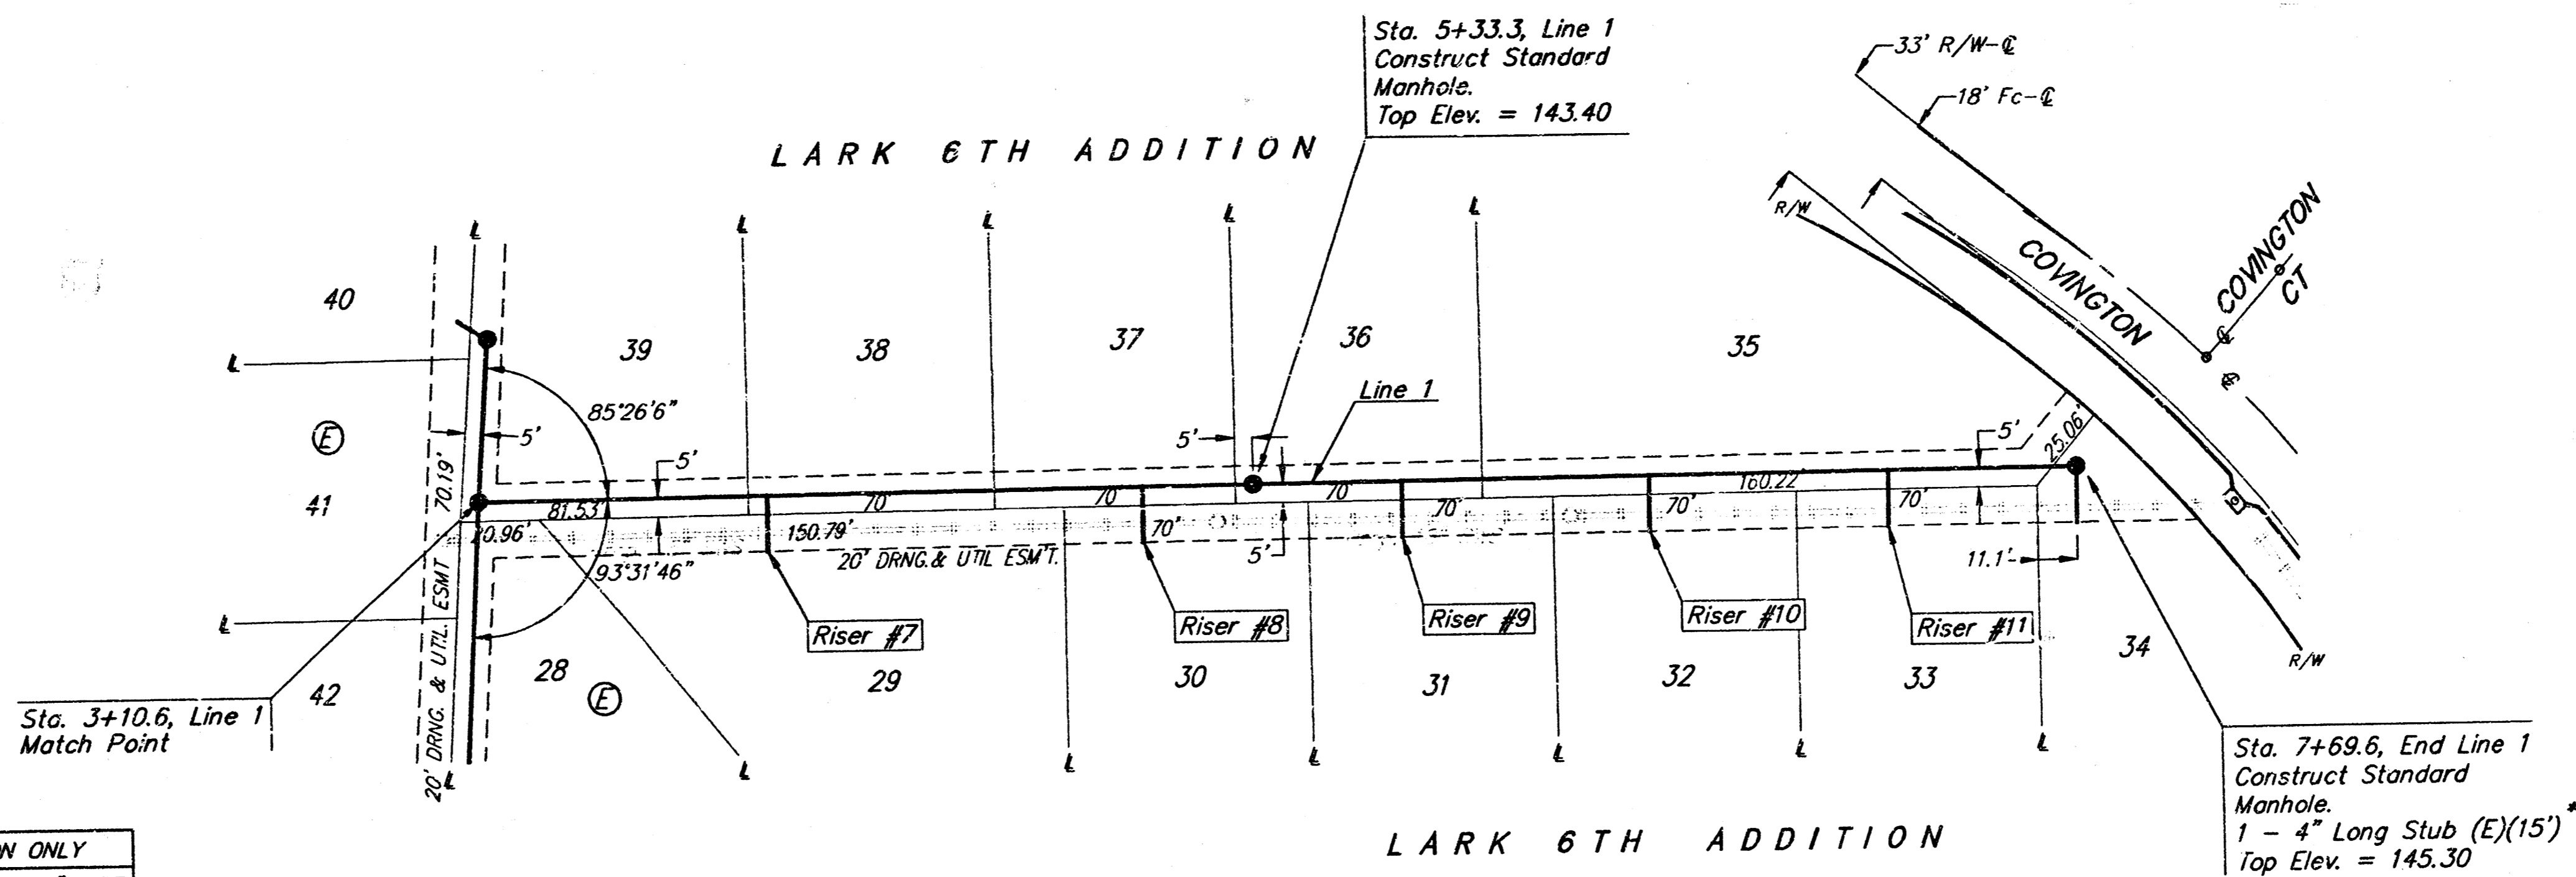 Sta. 5+33.3, Line 1
Construct Standard
Manhole.
Top Elev. = 143.40
33' R/W-℄
18' Fc-℄
LARK 6TH ADDITION
R/W
COVINGTON
COVINGTON
CT
℄
℄
L
L
L
L
L
40
39
38
37
36
35
L
85°26'6"
Line 1
E
5'
5'
5'
5'
25.06'
41
70.19'
81.53'
70
70
70
160.22
70.96'
150.79'
70'
70'
70'
70'
93°31'46"
20' DRNG.& UTIL ESM'T.
5'
11.1'
20' DRNG. & UTIL. ESMT
L
Riser #7
Riser #8
Riser #9
Riser #10
Riser #11
42
28
E
29
30
31
32
33
34
R/W
Sta. 3+10.6, Line 1
Match Point
L
L
L
L
L
L
L
Sta. 7+69.6, End Line 1
Construct Standard
Manhole.
1 - 4" Long Stub (E)(15')*
Top Elev. = 145.30
LARK 6TH ADDITION
N ONLY